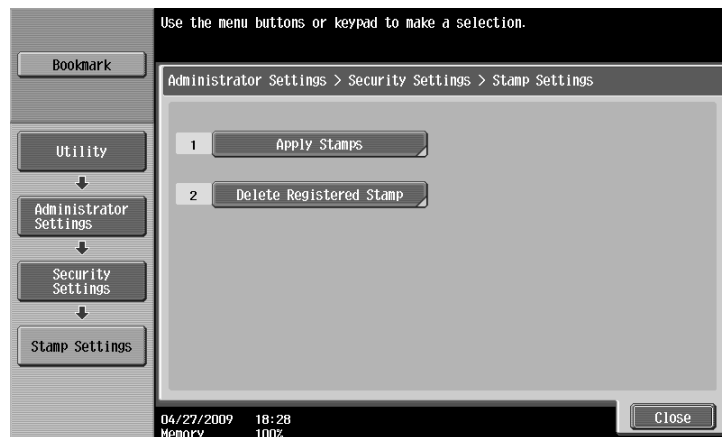 Use the menu buttons or keypad to make a selection.
Bookmark
Administrator Settings > Security Settings > Stamp Settings
Utility
Administrator
Settings
Security
Settings
Stamp Settings
1 Apply Stamps
2 Delete Registered Stamp
04/27/2009 18:28
Memory 100%
Close